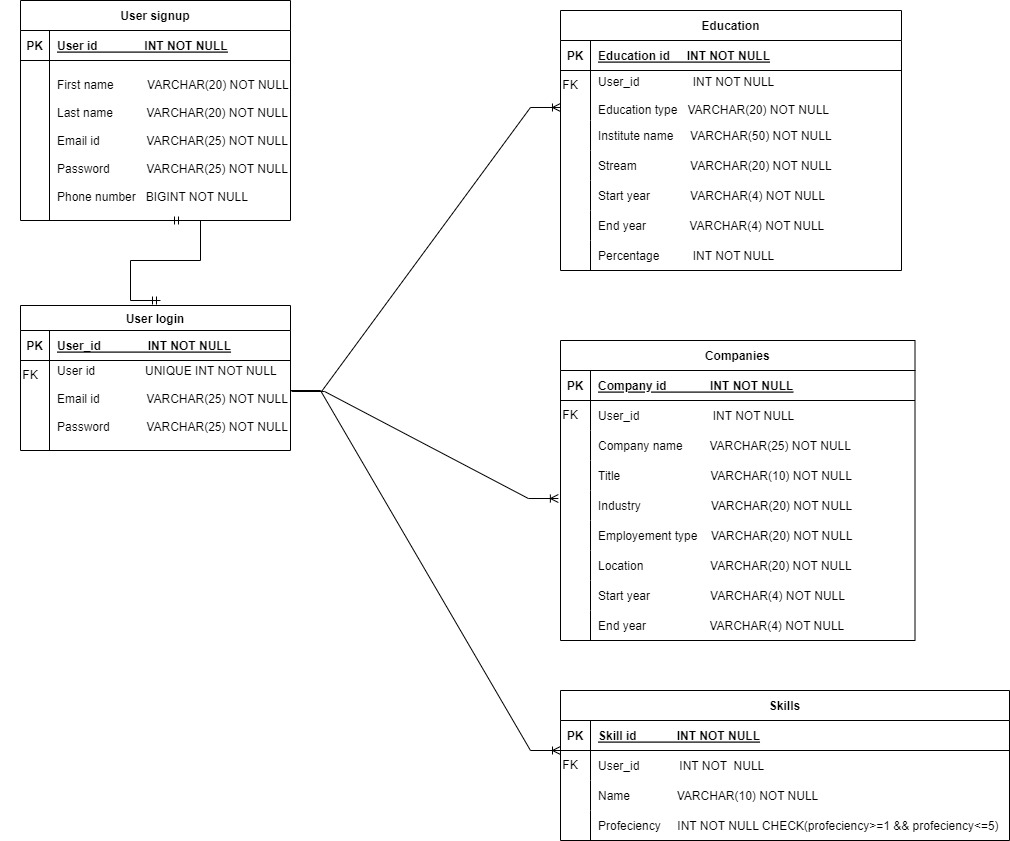 User signup
PK User id INT NOT NULL
First name VARCHAR(20) NOT NULL
Last name VARCHAR(20) NOT NULL
Email id VARCHAR(25) NOT NULL
Password VARCHAR(25) NOT NULL
Phone number BIGINT NOT NULL
User login
PK User_id INT NOT NULL
FK User id UNIQUE INT NOT NULL
Email id VARCHAR(25) NOT NULL
Password VARCHAR(25) NOT NULL
Education
PK Education id INT NOT NULL
FK User_id INT NOT NULL
Education type VARCHAR(20) NOT NULL
Institute name VARCHAR(50) NOT NULL
Stream VARCHAR(20) NOT NULL
Start year VARCHAR(4) NOT NULL
End year VARCHAR(4) NOT NULL
Percentage INT NOT NULL
Companies
PK Company id INT NOT NULL
FK User_id INT NOT NULL
Company name VARCHAR(25) NOT NULL
Title VARCHAR(10) NOT NULL
Industry VARCHAR(20) NOT NULL
Employement type VARCHAR(20) NOT NULL
Location VARCHAR(20) NOT NULL
Start year VARCHAR(4) NOT NULL
End year VARCHAR(4) NOT NULL
Skills
PK Skill id INT NOT NULL
FK User_id INT NOT NULL
Name VARCHAR(10) NOT NULL
Profeciency INT NOT NULL CHECK(profeciency>=1 && profeciency<=5)